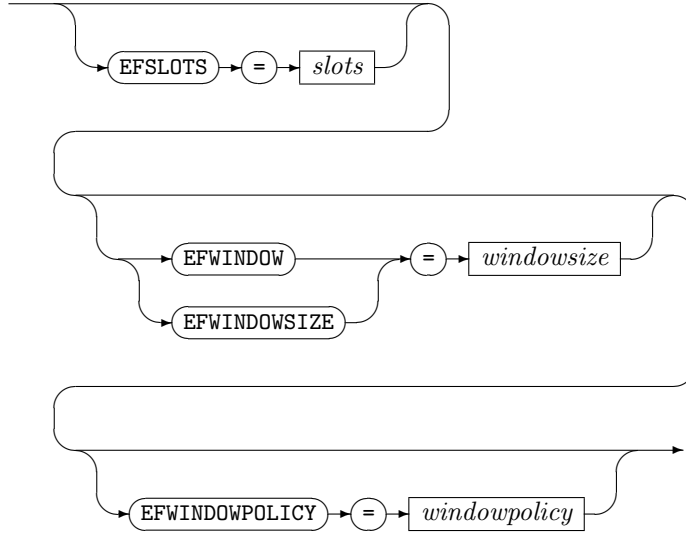 EFSLOTS = slots
EFWINDOW = windowsize
EFWINDOWSIZE
EFWINDOWPOLICY = windowpolicy